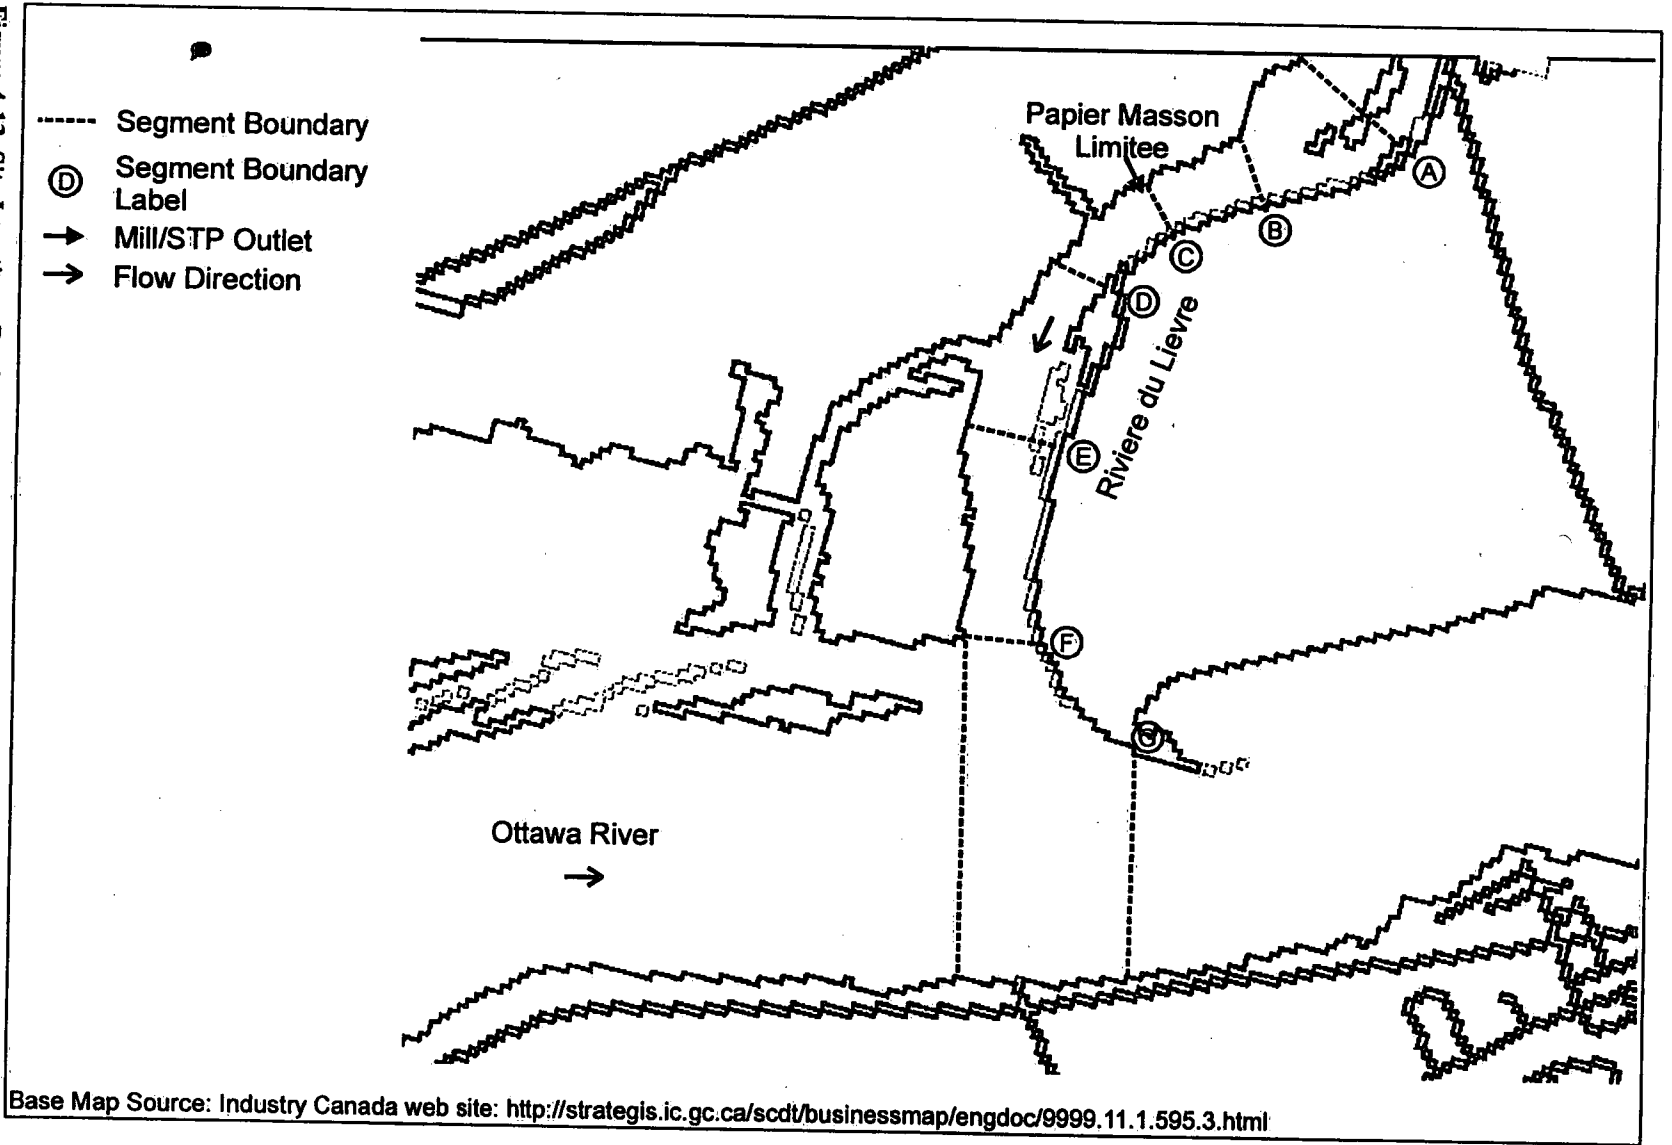 Segment Boundary
D
Segment Boundary
Label
Mill/STP Outlet
Flow Direction
Papier Masson
Limitee
A
B
C
D
Riviere du Lievre
E
F
G
Ottawa River
Base Map Source: Industry Canada web site: http://strategis.ic.gc.ca/scdt/businessmap/engdoc/9999.11.1.595.3.html